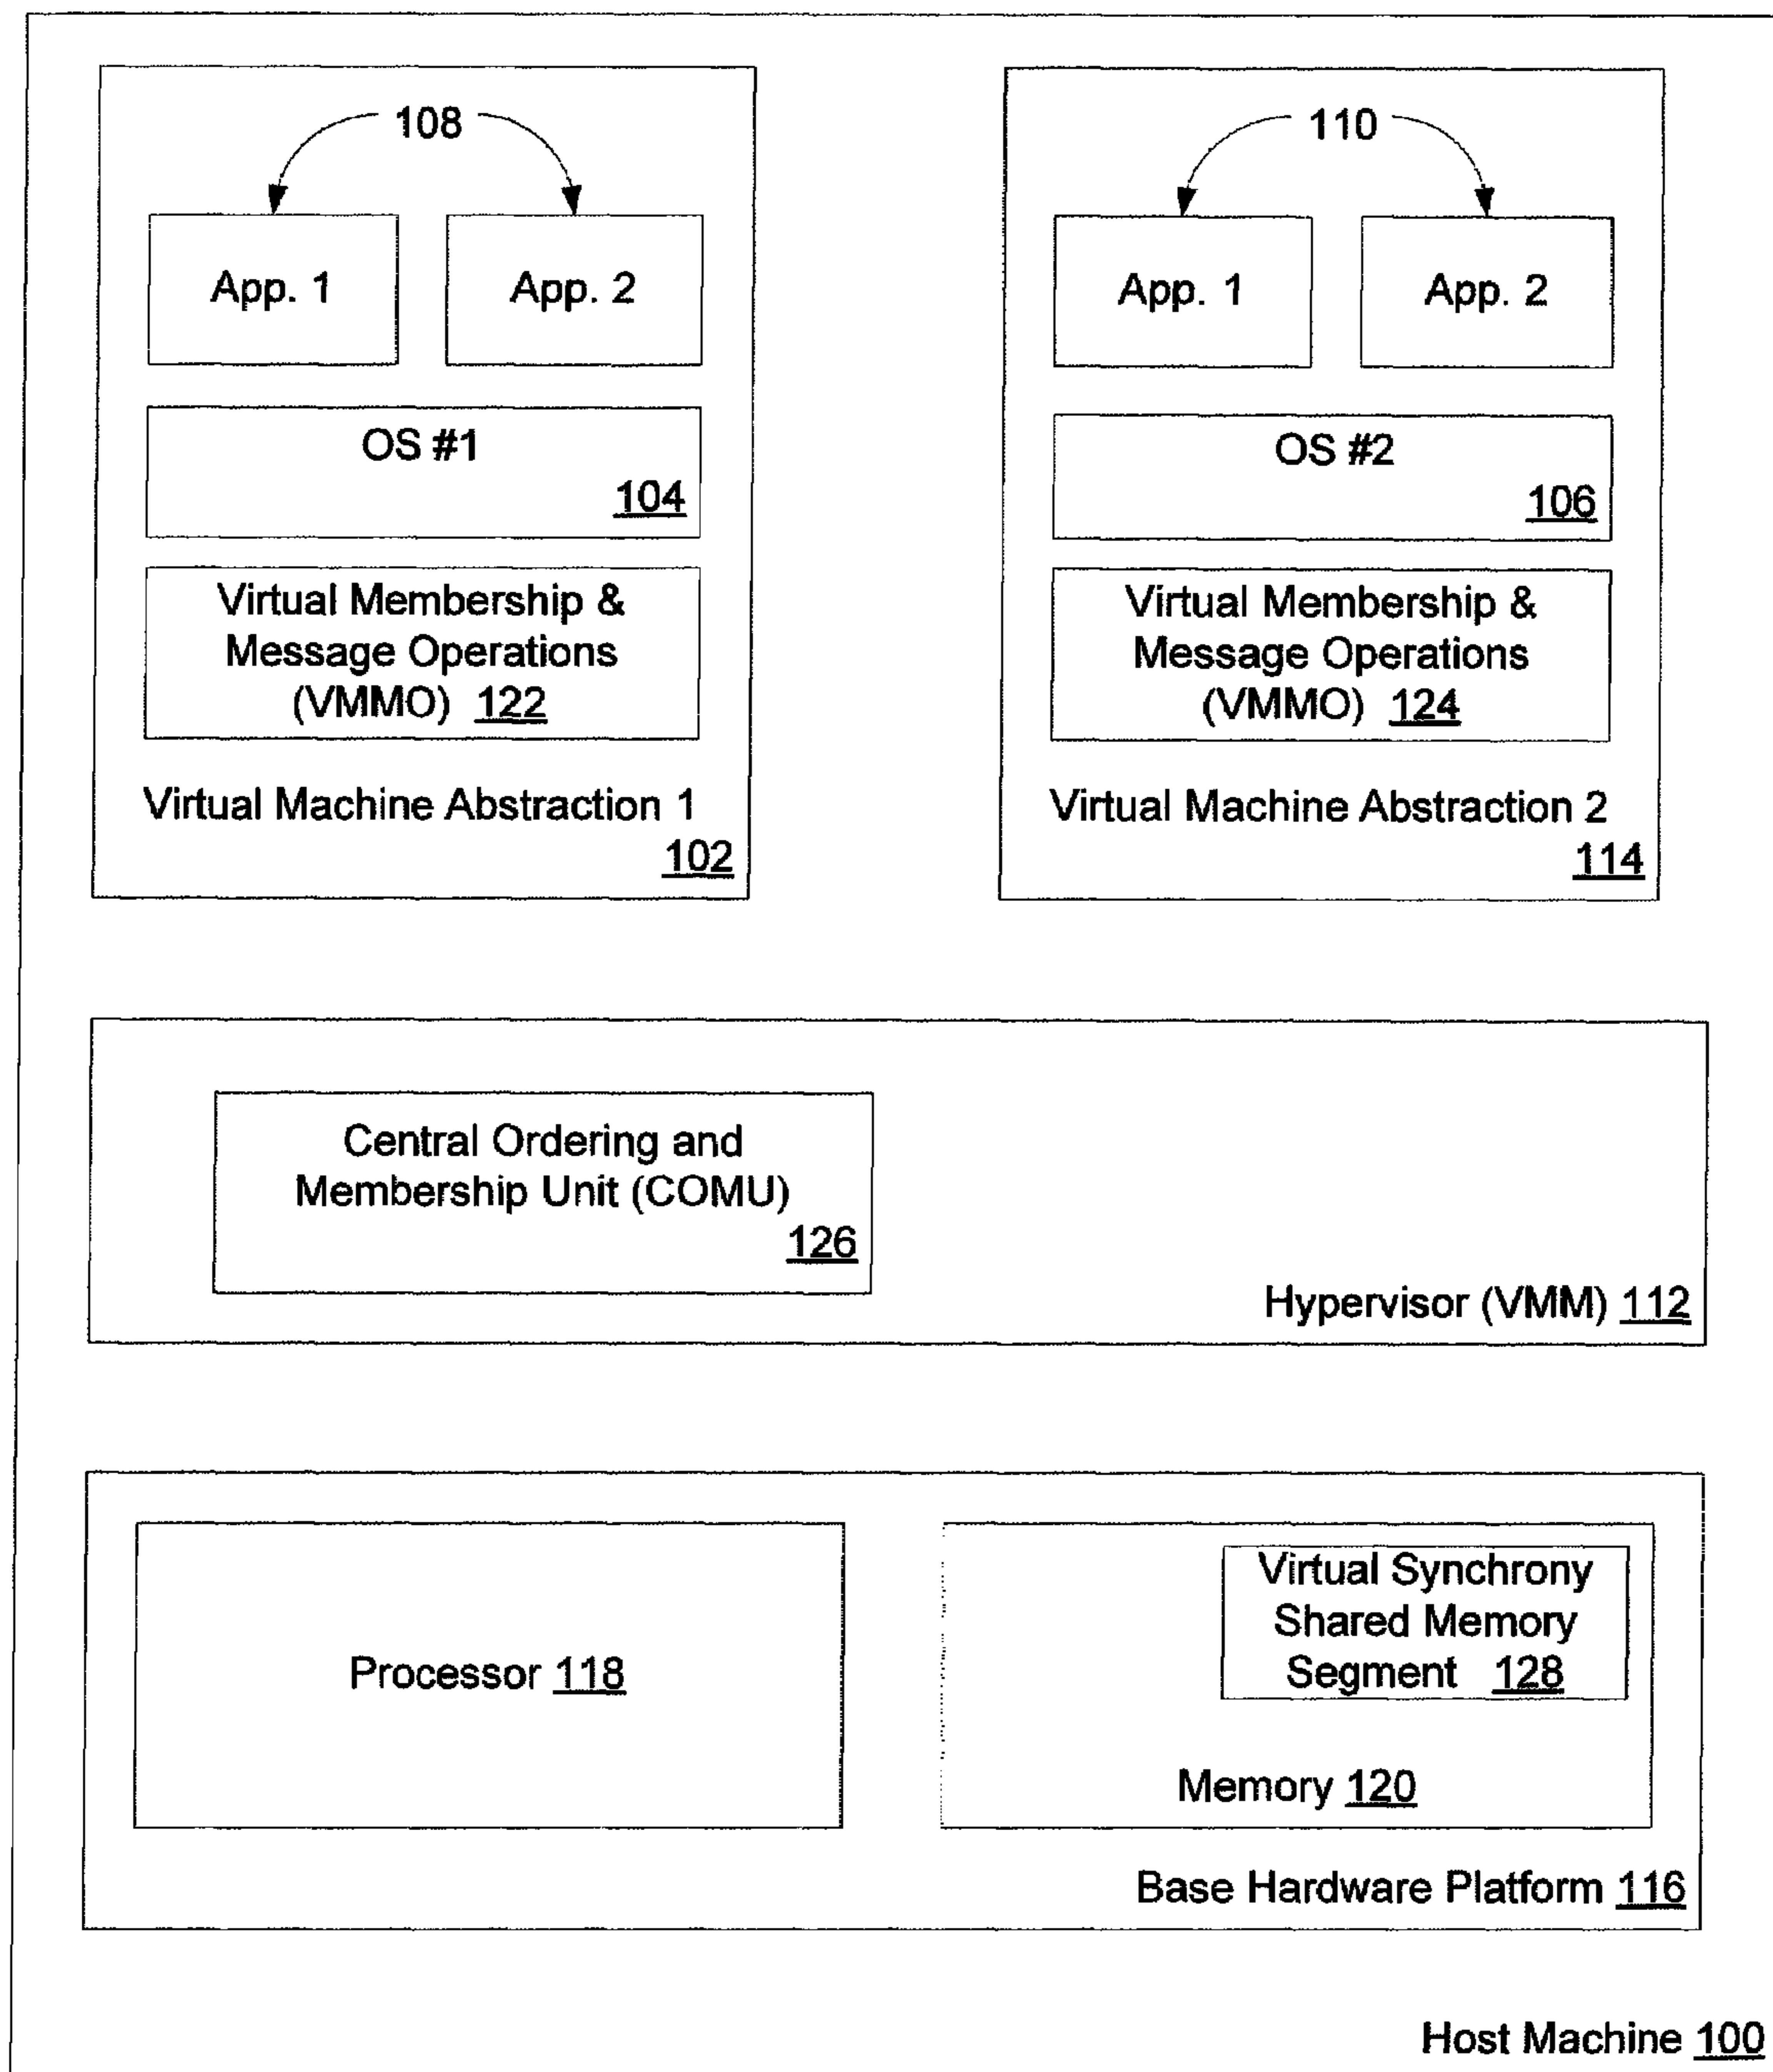 108
App. 1
App. 2
OS #1
104
Virtual Membership &
Message Operations
(VMMO) 122
Virtual Machine Abstraction 1
102
110
App. 1
App. 2
OS #2
106
Virtual Membership &
Message Operations
(VMMO) 124
Virtual Machine Abstraction 2
114
Central Ordering and
Membership Unit (COMU)
126
Hypervisor (VMM) 112
Processor 118
Virtual Synchrony
Shared Memory
Segment 128
Memory 120
Base Hardware Platform 116
Host Machine 100